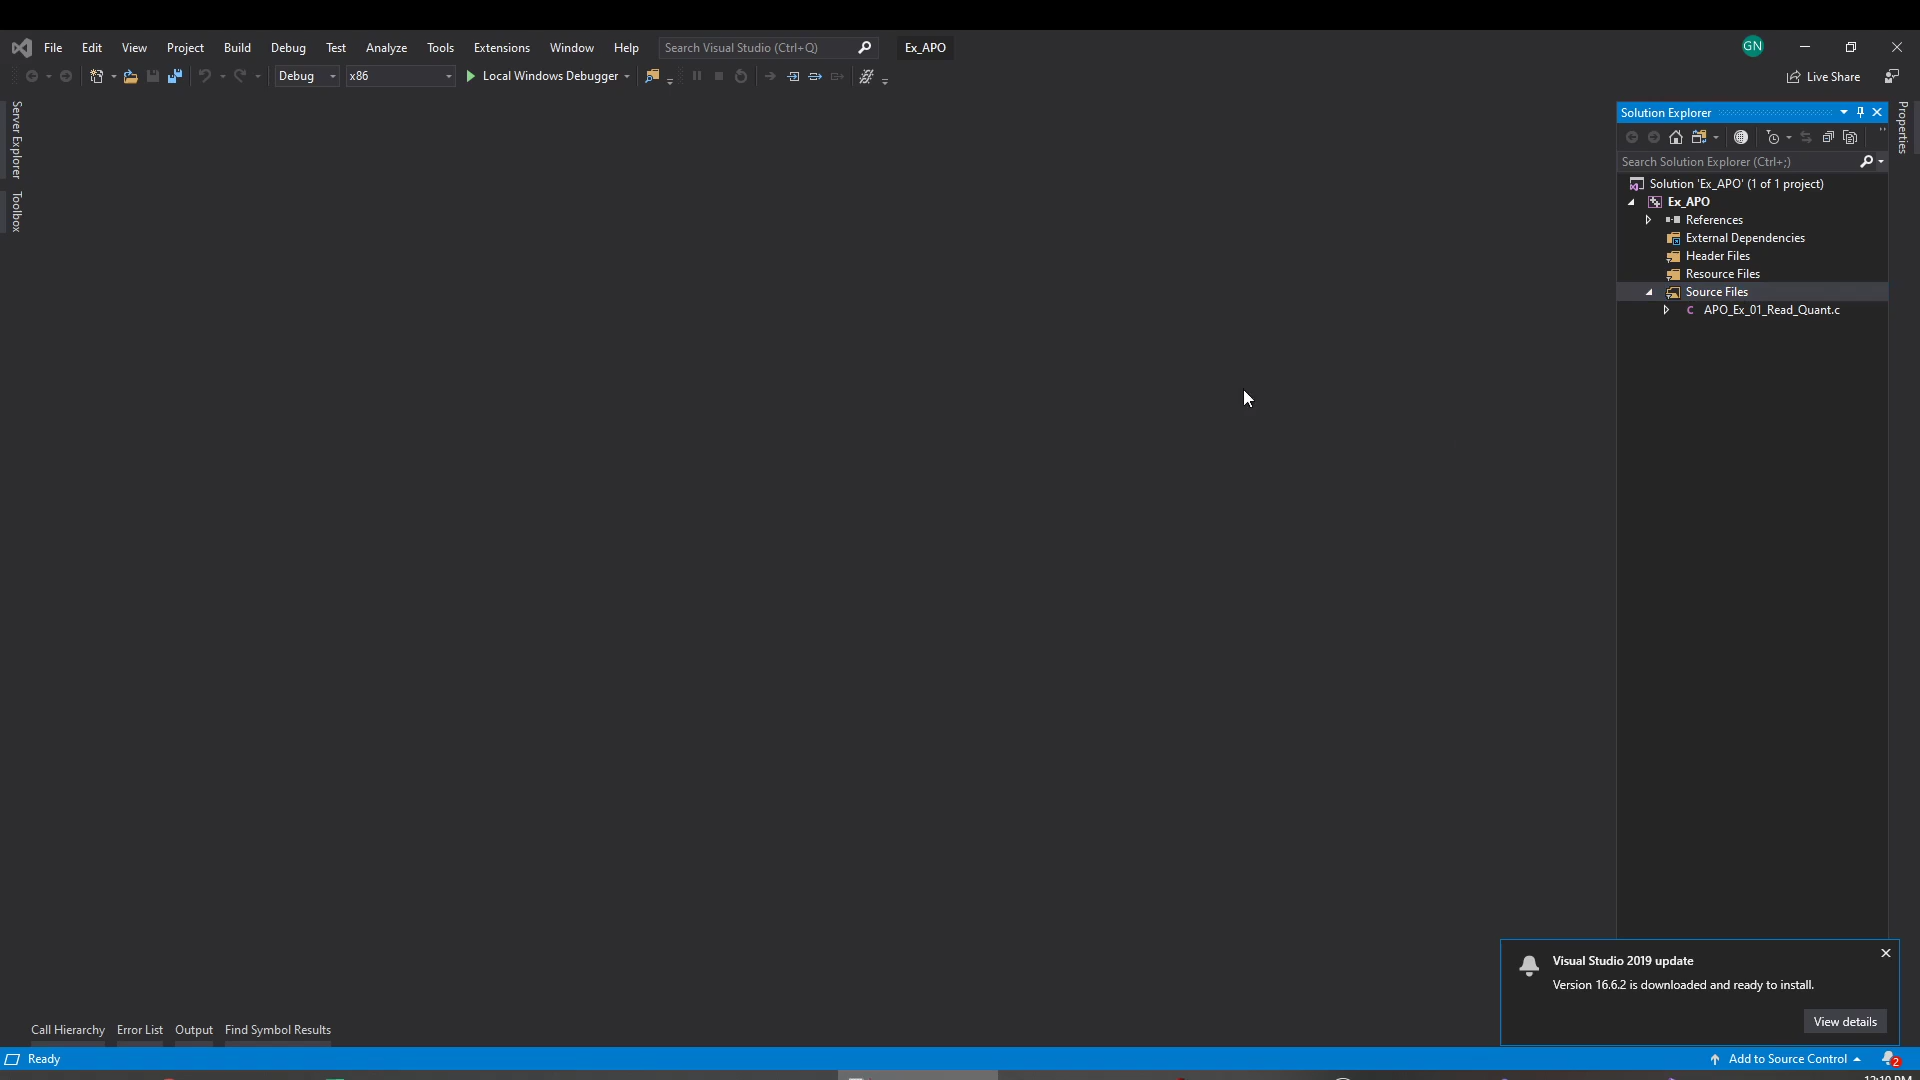 File Edit View Project Build Debug Test Analyze Tools Extensions Window Help Search Visual Studio (Ctrl+Q) Ex_APO GN
Debug x86 Local Windows Debugger Live Share
Server Explorer
Toolbox
Solution Explorer
Properties
Search Solution Explorer (Ctrl+;)
Solution 'Ex_APO' (1 of 1 project)
Ex_APO
References
External Dependencies
Header Files
Resource Files
Source Files
C APO_Ex_01_Read_Quant.c
Visual Studio 2019 update
Version 16.6.2 is downloaded and ready to install.
View details
Call Hierarchy Error List Output Find Symbol Results
Ready Add to Source Control 2